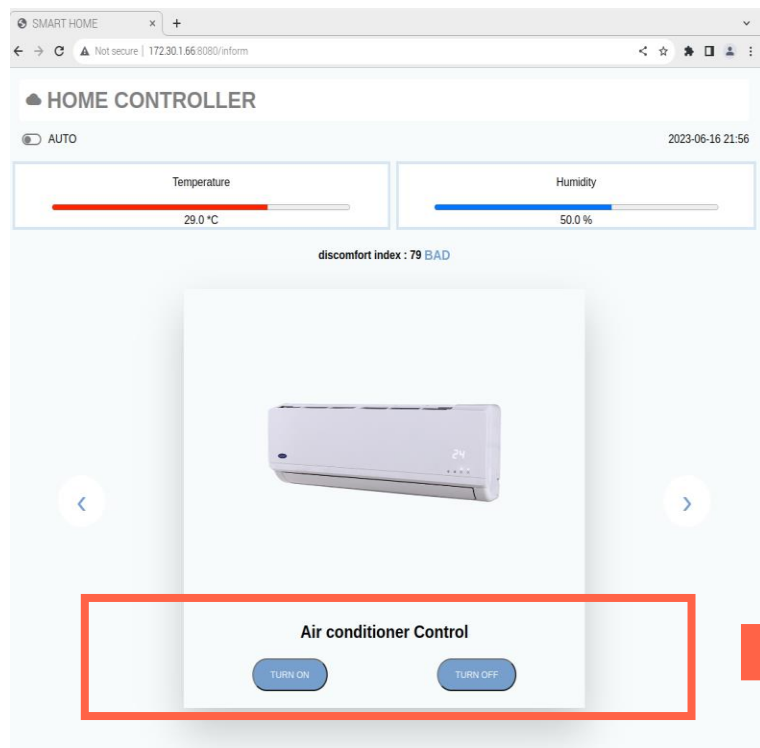 SMART HOME
Not secure | 172.30.1.66:8080/inform
HOME CONTROLLER
AUTO
2023-06-16 21:56
Temperature
Humidity
29.0 °C
50.0 %
discomfort index : 79 BAD
24
Air conditioner Control
TURN ON
TURN OFF